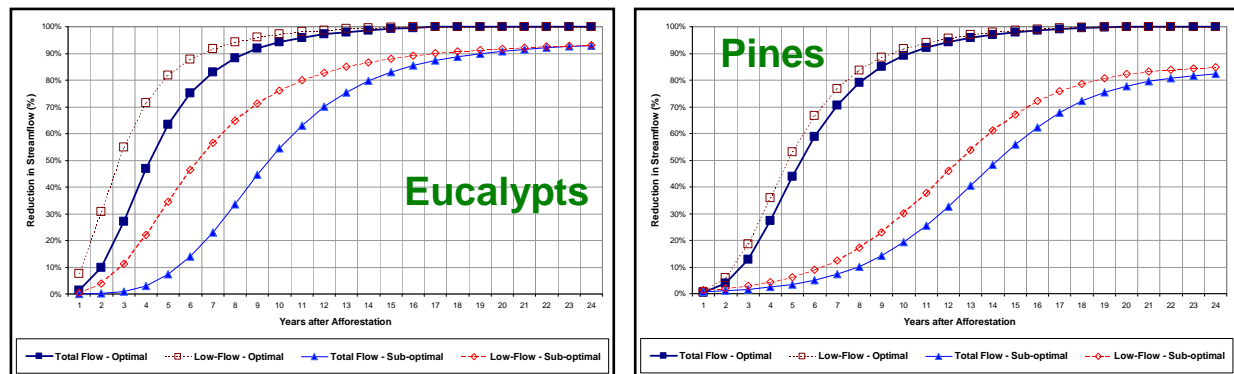 Reduction in Streamflow (%)
100%
90%
80%
70%
60%
50%
40%
30%
20%
10%
0%
Eucalypts
1 2 3 4 5 6 7 8 9 10 11 12 13 14 15 16 17 18 19 20 21 22 23 24
Years after Afforestation
Total Flow - Optimal Low-Flow - Optimal Total Flow - Sub-optimal Low-Flow - Sub-optimal
Reduction in Streamflow (%)
100%
90%
80%
70%
60%
50%
40%
30%
20%
10%
0%
Pines
1 2 3 4 5 6 7 8 9 10 11 12 13 14 15 16 17 18 19 20 21 22 23 24
Years after Afforestation
Total Flow - Optimal Low-Flow - Optimal Total Flow - Sub-optimal Low-Flow - Sub-optimal